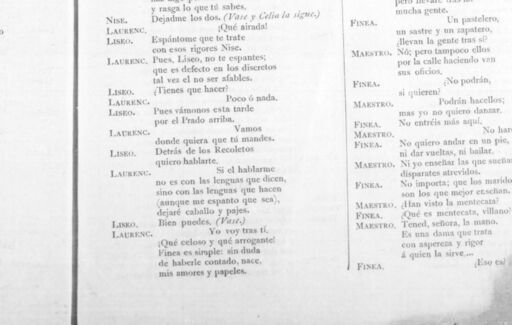 y rasga lo que tú sabes.
NISE. Dejadme los dos. (Vase y Celia la sigue.)
LAURENC. ¡Qué airada!
LISEO. Espántome que te trate
con esos rigores Nise.
LAURENC. Pues, Liseo, no te espantes;
que es defecto en los discretos
tal vez el no ser afables.
LISEO. ¿Tienes que hacer?
LAURENC. Poco ó nada.
LISEO. Pues vámonos esta tarde
por el Prado arriba.
LAURENC. Vamos
donde quiera que tú mandes.
LISEO. Detrás de los Recoletos
quiero hablarte.
LAURENC. Si el hablarme
no es con las lenguas que dicen,
sino con las lenguas que hacen
(aunque me espanto que sea),
dejaré caballo y pajes.
LISEO. Bien puedes. (Vase.)
LAURENC. Yo voy tras ti.
¡Qué celoso y qué arrogante!
Finea es simple: sin duda
de haberle contado, nace,
mis amores y papeles.
mucha gente.
FINEA. Un pastelero,
un sastre y un zapatero,
¿llevan la gente tras sí?
MAESTRO. Nó; pero tampoco ellos
por la calle haciendo van
sus oficios.
FINEA. ¿No podrán,
si quieren?
MAESTRO. Podrán hacellos;
mas yo no quiero danzar.
FINEA. No entréis más aquí.
MAESTRO. No har
FINEA. No quiero andar en un pie,
ni dar vueltas, ni bailar.
MAESTRO. Ni yo enseñar las que sueñan
disparates atrevidos.
FINEA. No importa; que los marido
son los que mejor enseñan.
MAESTRO. ¿Han visto la mentecata?
FINEA. ¿Qué es mentecata, villano?
MAESTRO. Tened, señora, la mano.
Es una dama que trata
con aspereza y rigor
á quien la sirve...
FINEA. ¡Eso es!